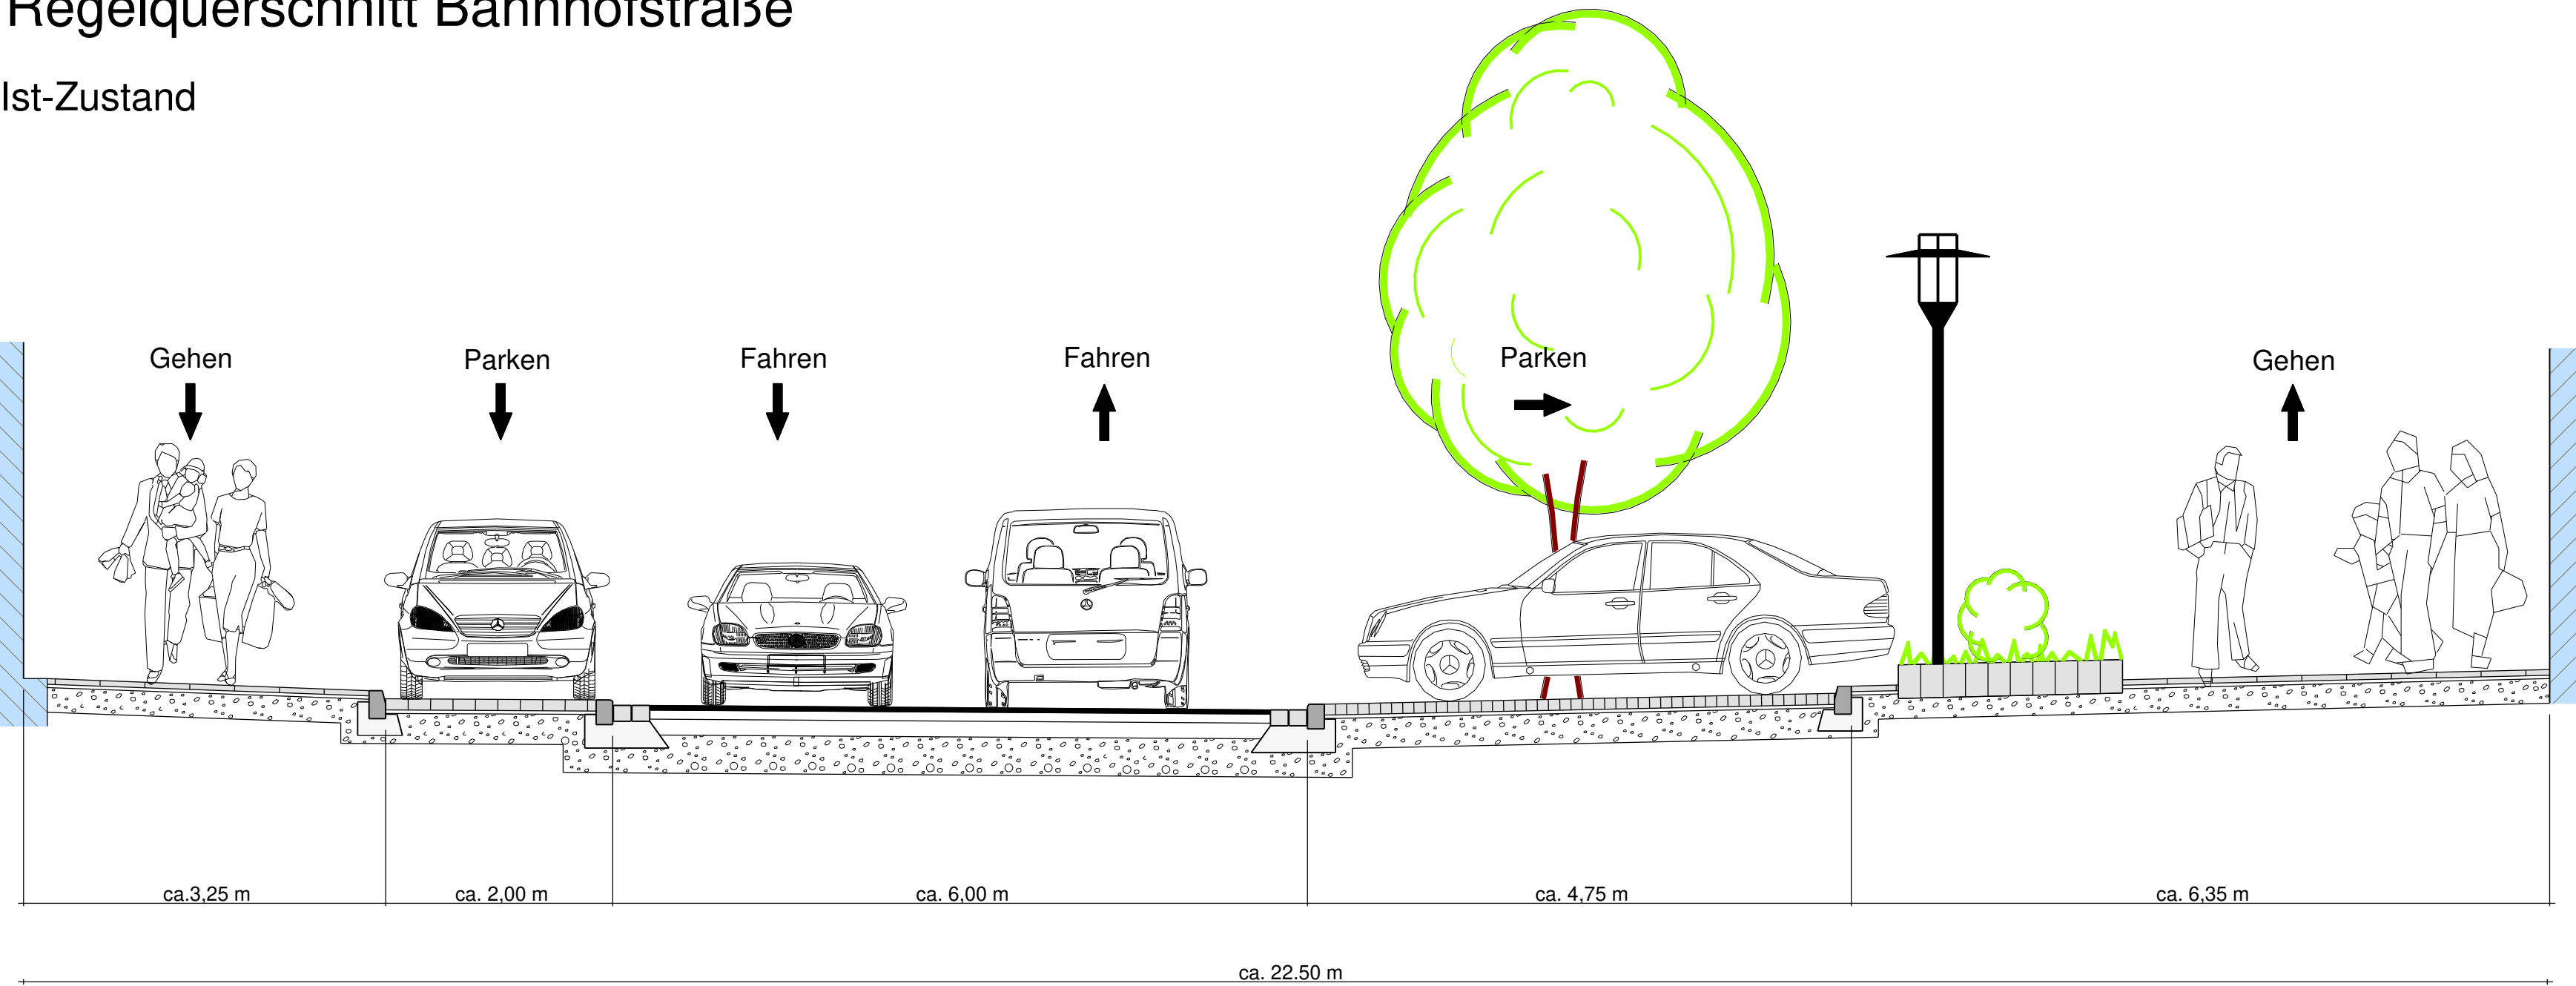 Regelquerschnitt Bahnhofstraße
Ist-Zustand
Gehen
Parken
Fahren
Fahren
Parken
Gehen
ca.3,25 m
ca. 2,00 m
ca. 6,00 m
ca. 4,75 m
ca. 6,35 m
ca. 22.50 m